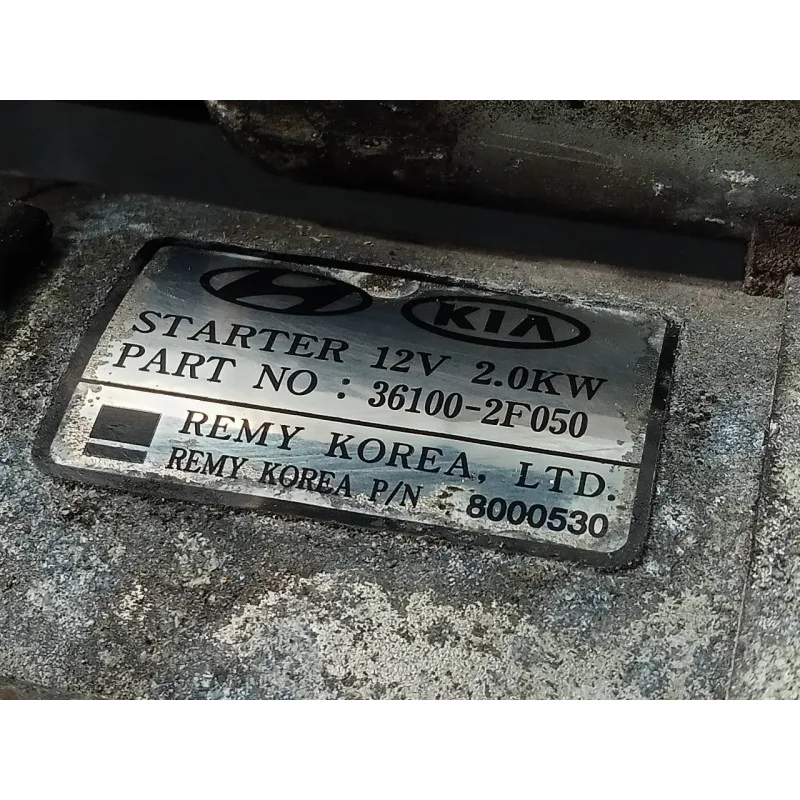 KIA
STARTER 12V 2.0KW
PART NO : 36100-2F050
REMY KOREA, LTD.
REMY KOREA P/N : 8000530